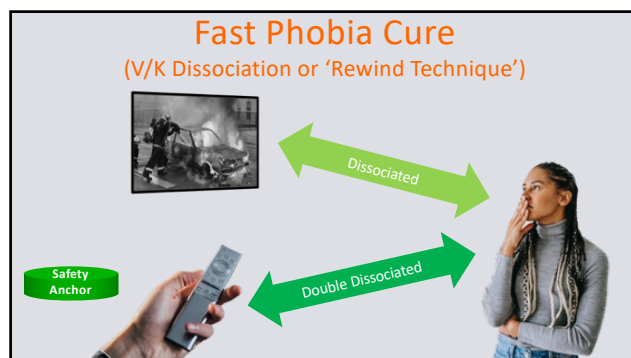 Fast Phobia Cure
(V/K Dissociation or ‘Rewind Technique’)
Dissociated
Double Dissociated
Safety
Anchor